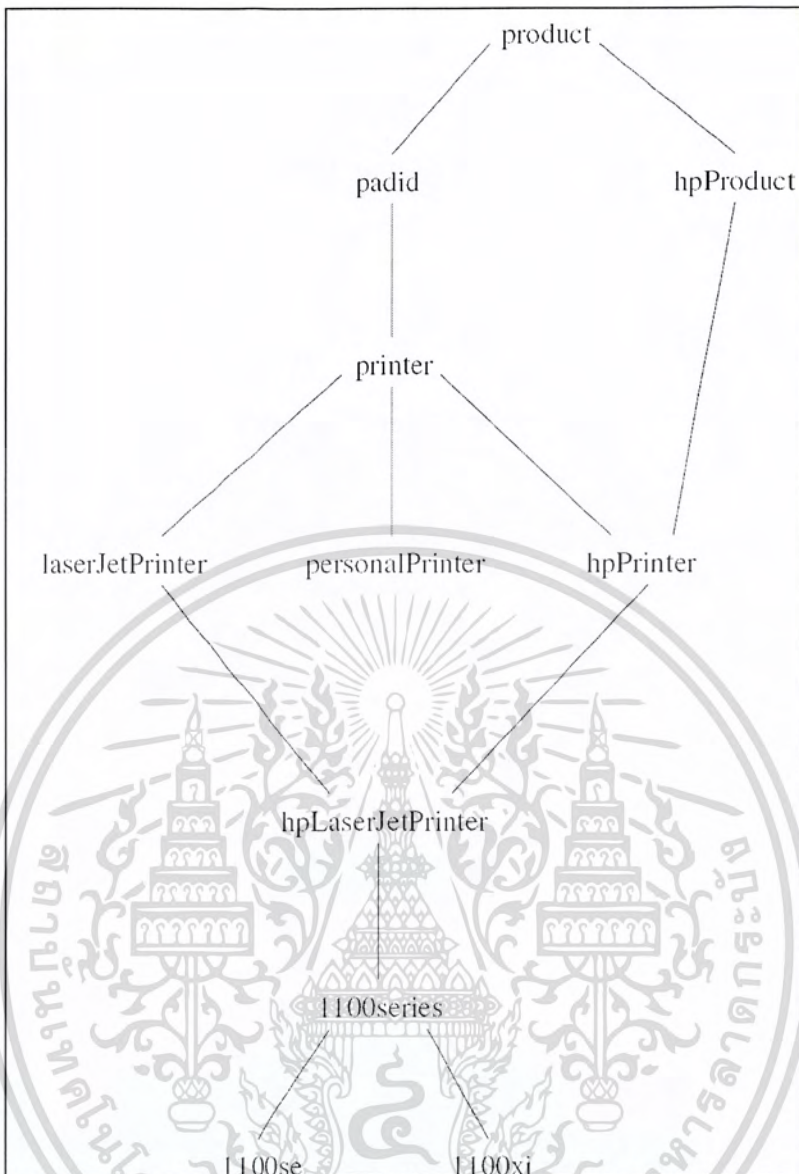 product
padid hpProduct
printer
laserJetPrinter personalPrinter hpPrinter
hpLaserJetPrinter
1100series
1100se 1100xi